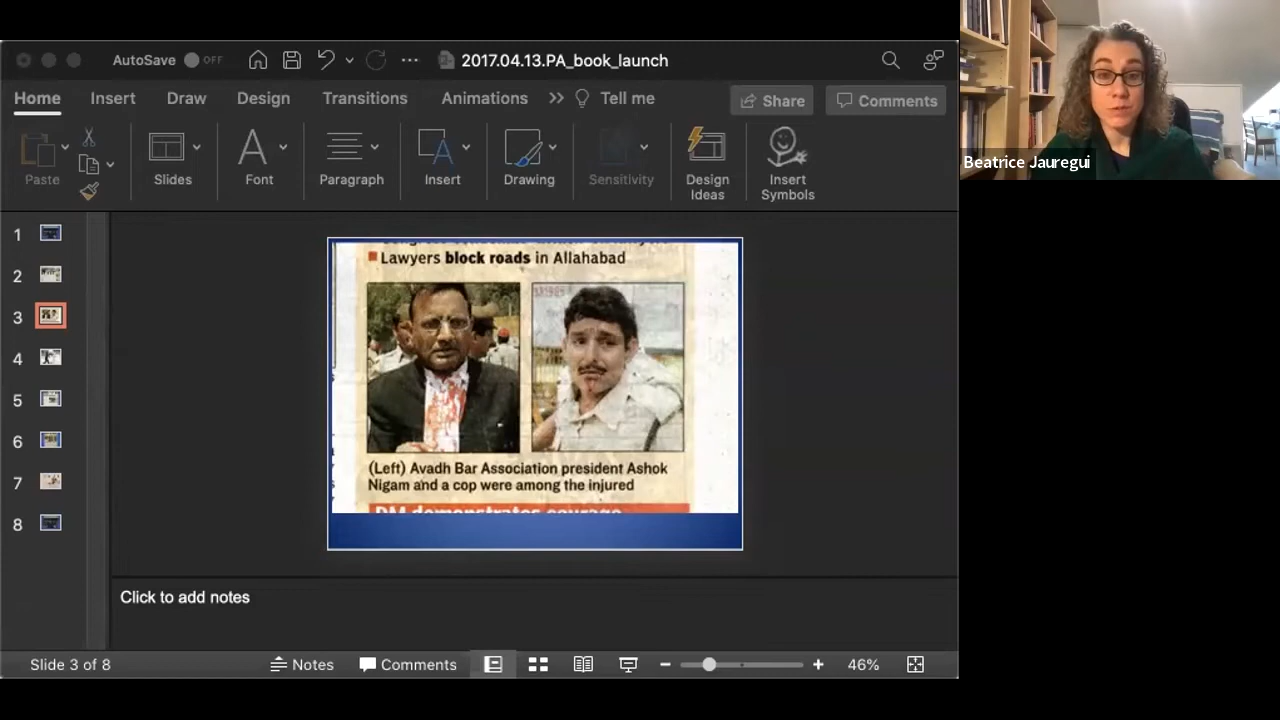 AutoSave OFF
2017.04.13.PA_book_launch
Home Insert Draw Design Transitions Animations Tell me
Share Comments
Paste Slides Font Paragraph Insert Drawing Sensitivity Design
Ideas Insert
Symbols
1
2
3
4
5
6
7
8
Lawyers block roads in Allahabad
(Left) Avadh Bar Association president Ashok
Nigam and a cop were among the injured
DM demonstrates courage
Click to add notes
Slide 3 of 8 Notes Comments 46%
Beatrice Jauregui